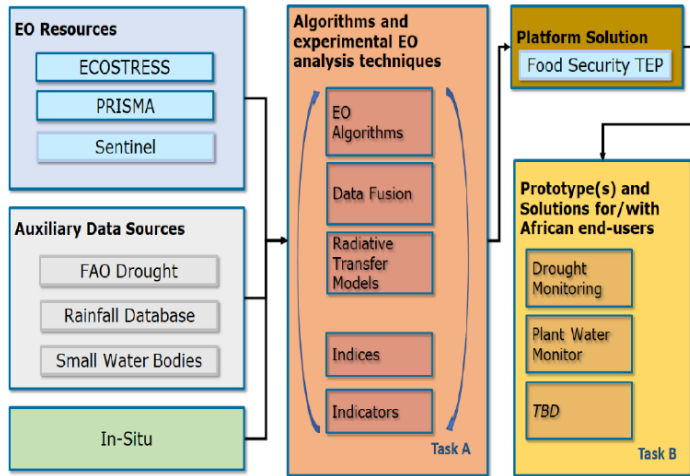 EO Resources
ECOSTRESS
PRISMA
Sentinel
Auxiliary Data Sources
FAO Drought
Rainfall Database
Small Water Bodies
In-Situ
Algorithms and
experimental EO
analysis techniques
EO
Algorithms
Data Fusion
Radiative
Transfer
Models
Indices
Indicators
Task A
Platform Solution
Food Security TEP
Prototype(s) and
Solutions for/with
African end-users
Drought
Monitoring
Plant Water
Monitor
TBD
Task B